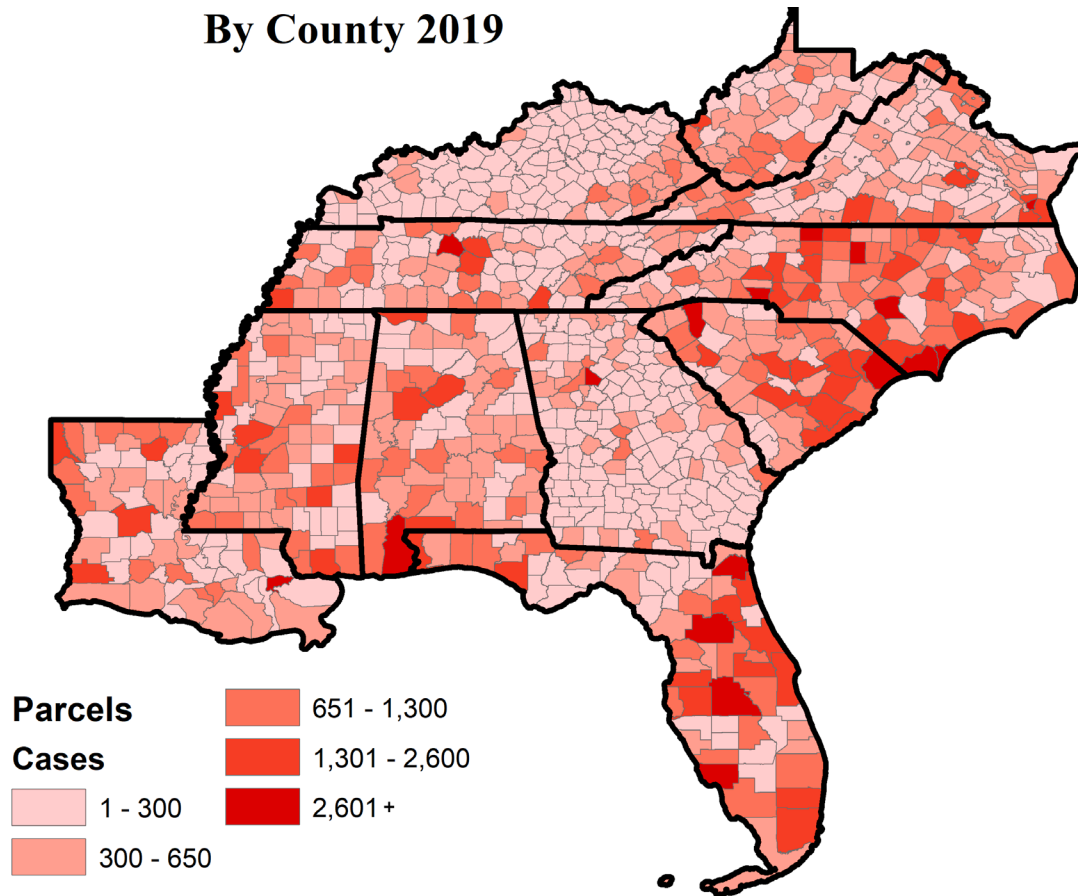 By County 2019
Parcels
Cases
1 - 300
300 - 650
651 - 1,300
1,301 - 2,600
2,601+